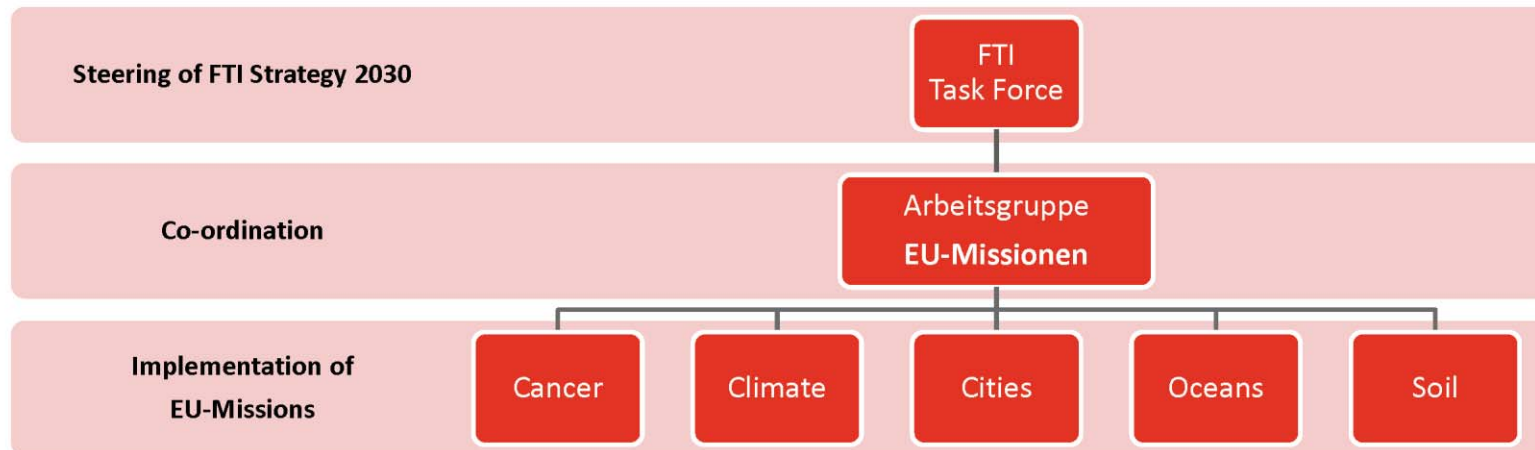 Steering of FTI Strategy 2030
FTI
Task Force
Co-ordination
Arbeitsgruppe
EU-Missionen
Implementation of
EU-Missions
Cancer
Climate
Cities
Oceans
Soil